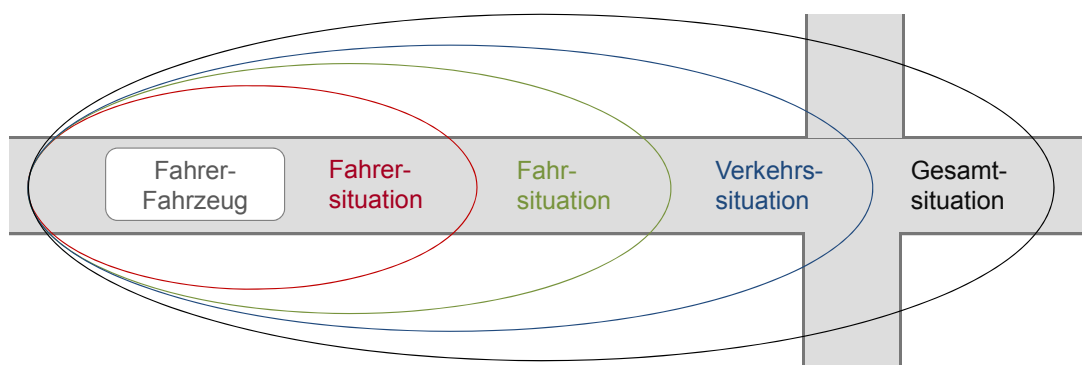 Fahrer-
Fahrzeug
Fahrer-
situation
Fahr-
situation
Verkehrs-
situation
Gesamt-
situation